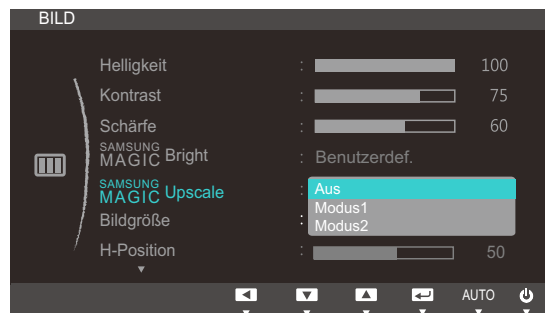 BILD
Helligkeit : 100
Kontrast : 75
Schärfe : 60
SAMSUNG MAGIC Bright : Benutzerdef.
SAMSUNG MAGIC Upscale : Aus
Modus1
Modus2
Bildgröße :
H-Position : 50
AUTO